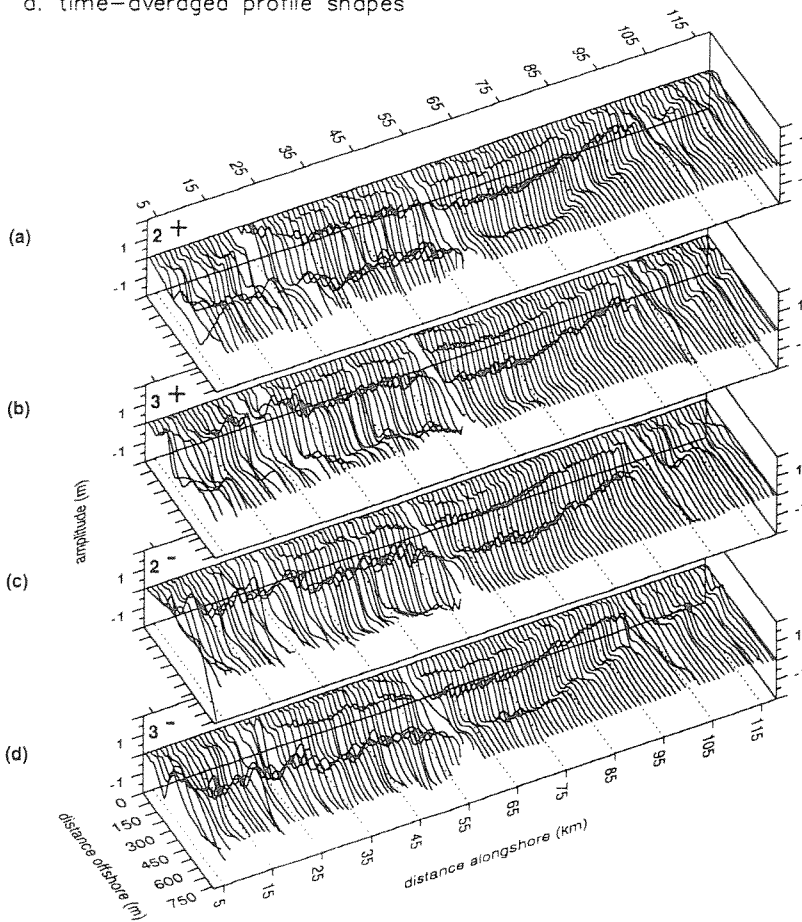 a. time-averaged profile shapes
5 15 25 35 45 55 65 75 85 95 105 115
(a)
2 +
1
-1
(b)
3 +
1
-1
1
amplitude (m)
(c)
2 -
1
-1
1
(d)
3 -
1
-1
1
0
150
300
450
600
750
distance offshore (m)
5 15 25 35 45 55 65 75 85 95 105 115
distance alongshore (km)